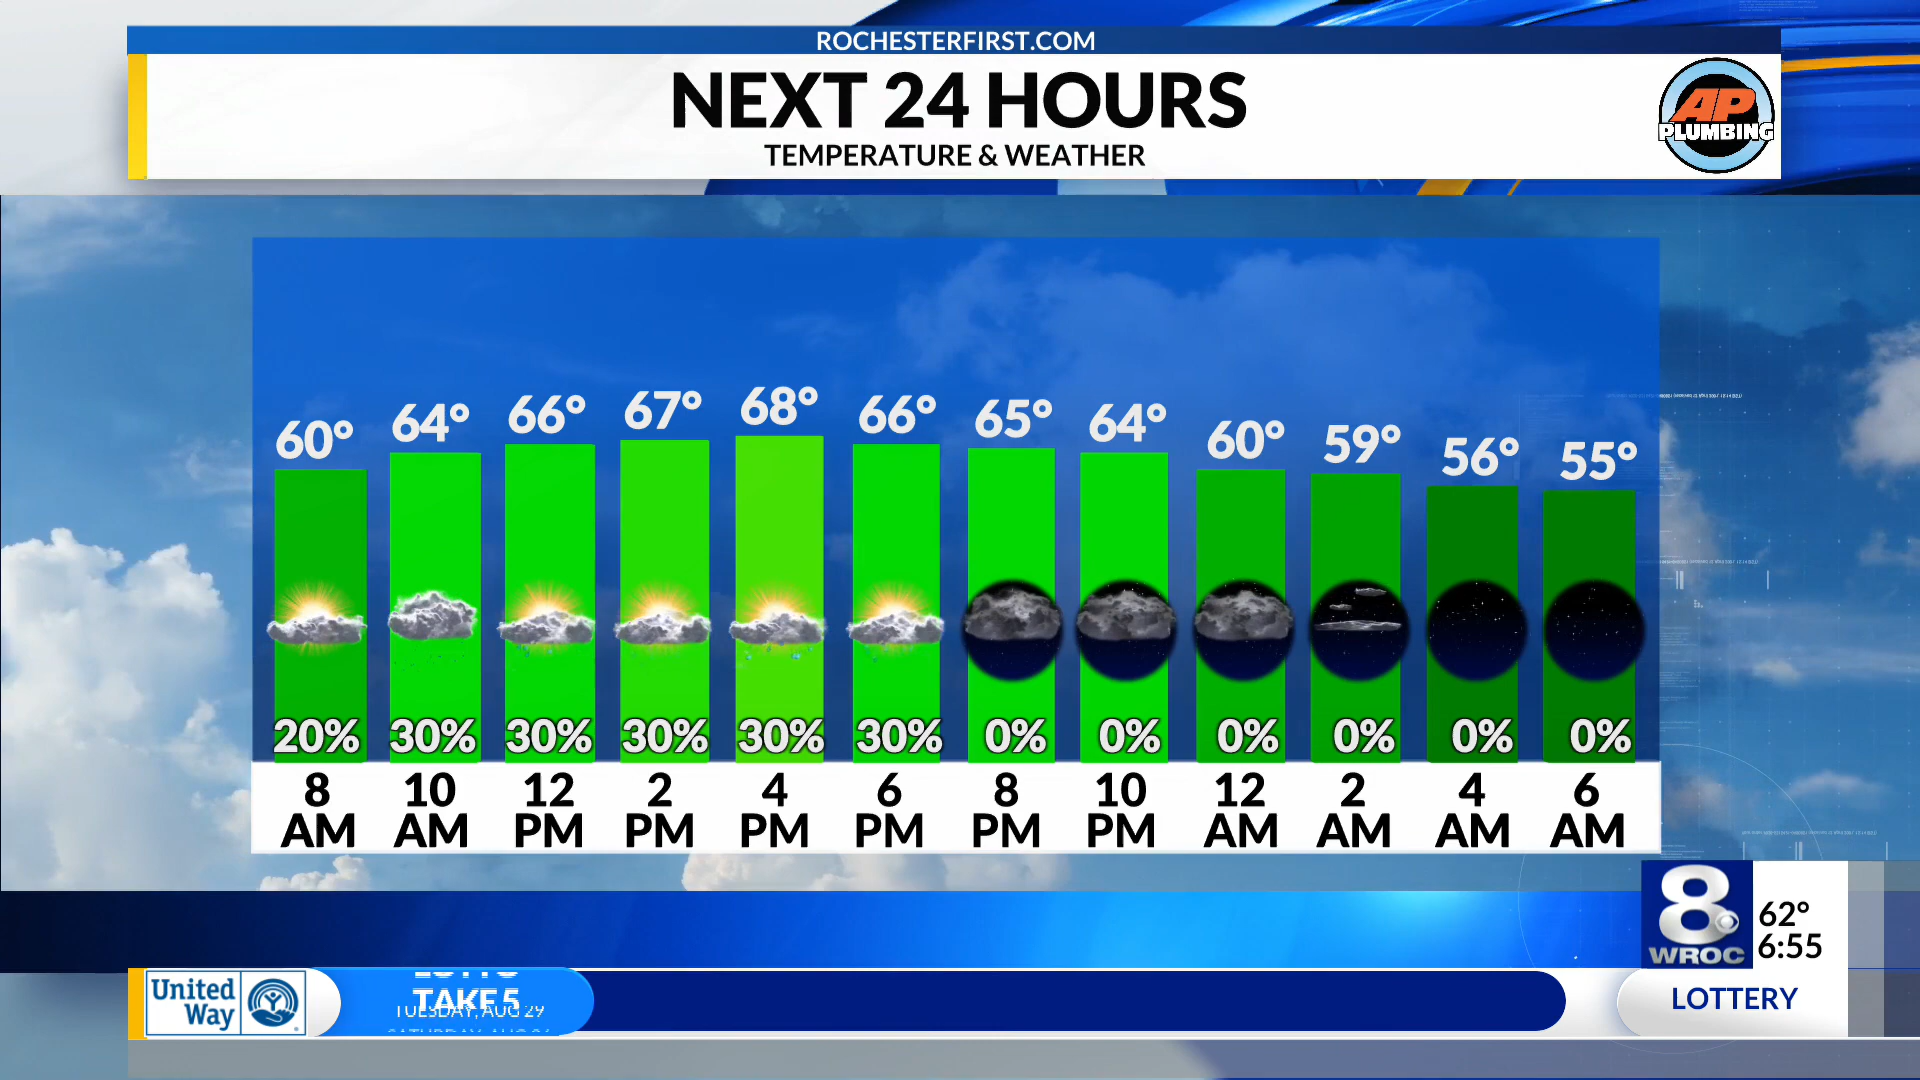 ROCHESTERFIRST.COM
NEXT 24 HOURS
TEMPERATURE & WEATHER
AP
PLUMBING
60° 64° 66° 67° 68° 66° 65° 64° 60° 59° 56° 55°
20% 30% 30% 30% 30% 30% 0% 0% 0% 0% 0% 0%
8 10 12 2 4 6 8 10 12 2 4 6
AM AM PM PM PM PM PM PM AM AM AM AM
8
WROC
62°
6:55
United
Way
TAKE 5
TUESDAY, AUG 29
LOTTERY